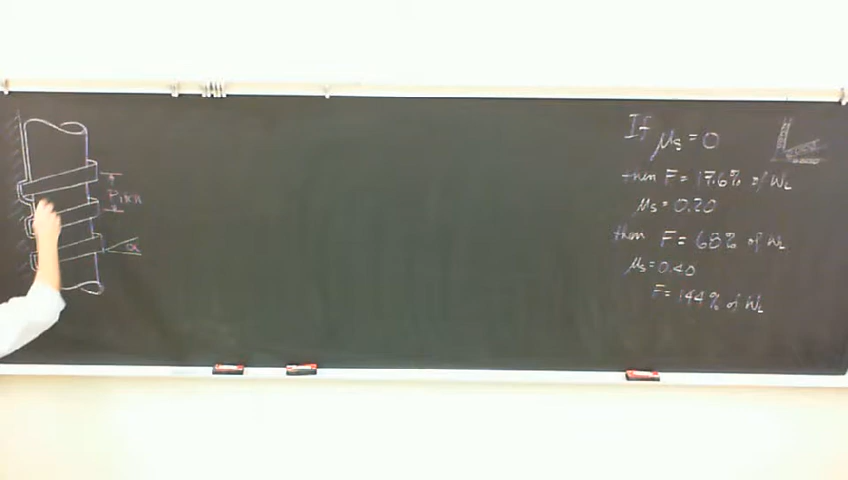 Pitch
α
If μs = 0
then F = 17.6% of WL
μs = 0.20
then F = 68% of WL
μs = 0.40
F = 144% of WL